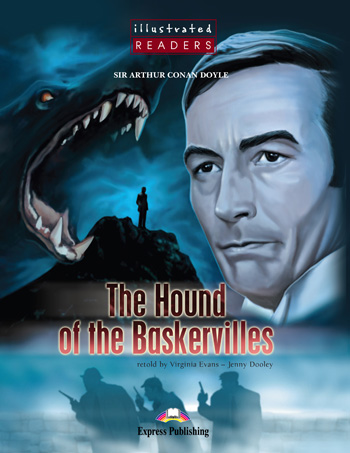 illustrated
READERS
SIR ARTHUR CONAN DOYLE
The Hound
of the Baskervilles
retold by Virginia Evans – Jenny Dooley
Express Publishing